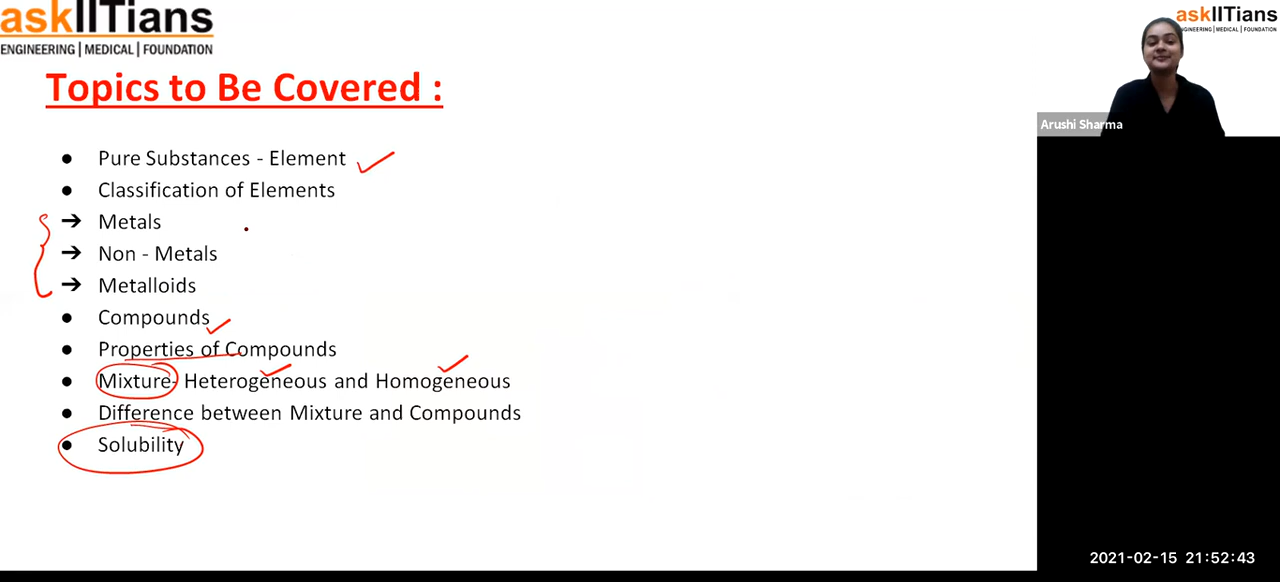 askIITians
ENGINEERING | MEDICAL | FOUNDATION
askIITians
ENGINEERING | MEDICAL | FOUNDATION
Topics to Be Covered :
● Pure Substances - Element
● Classification of Elements
➔ Metals
➔ Non - Metals
➔ Metalloids
● Compounds
● Properties of Compounds
● Mixture- Heterogeneous and Homogeneous
● Difference between Mixture and Compounds
● Solubility
Arushi Sharma
2021-02-15 21:52:43